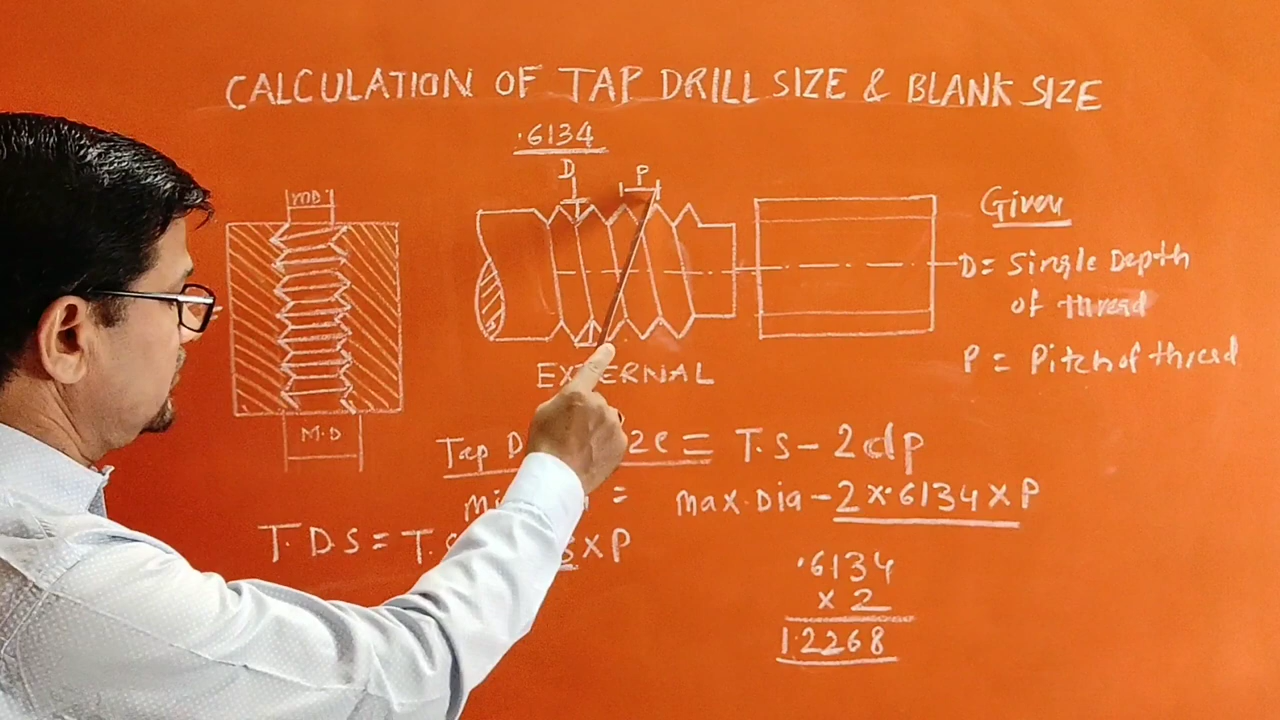 CALCULATION OF TAP DRILL SIZE & BLANK SIZE
.6134
D
P
MD
Given
D = Single Depth
of thread
P = Pitch of thread
EXTERNAL
M.D
Tap = T.S - 2dp
= max. Dia - 2 x .6134 x P
T.D.S = x P
.6134
x 2
1.2268